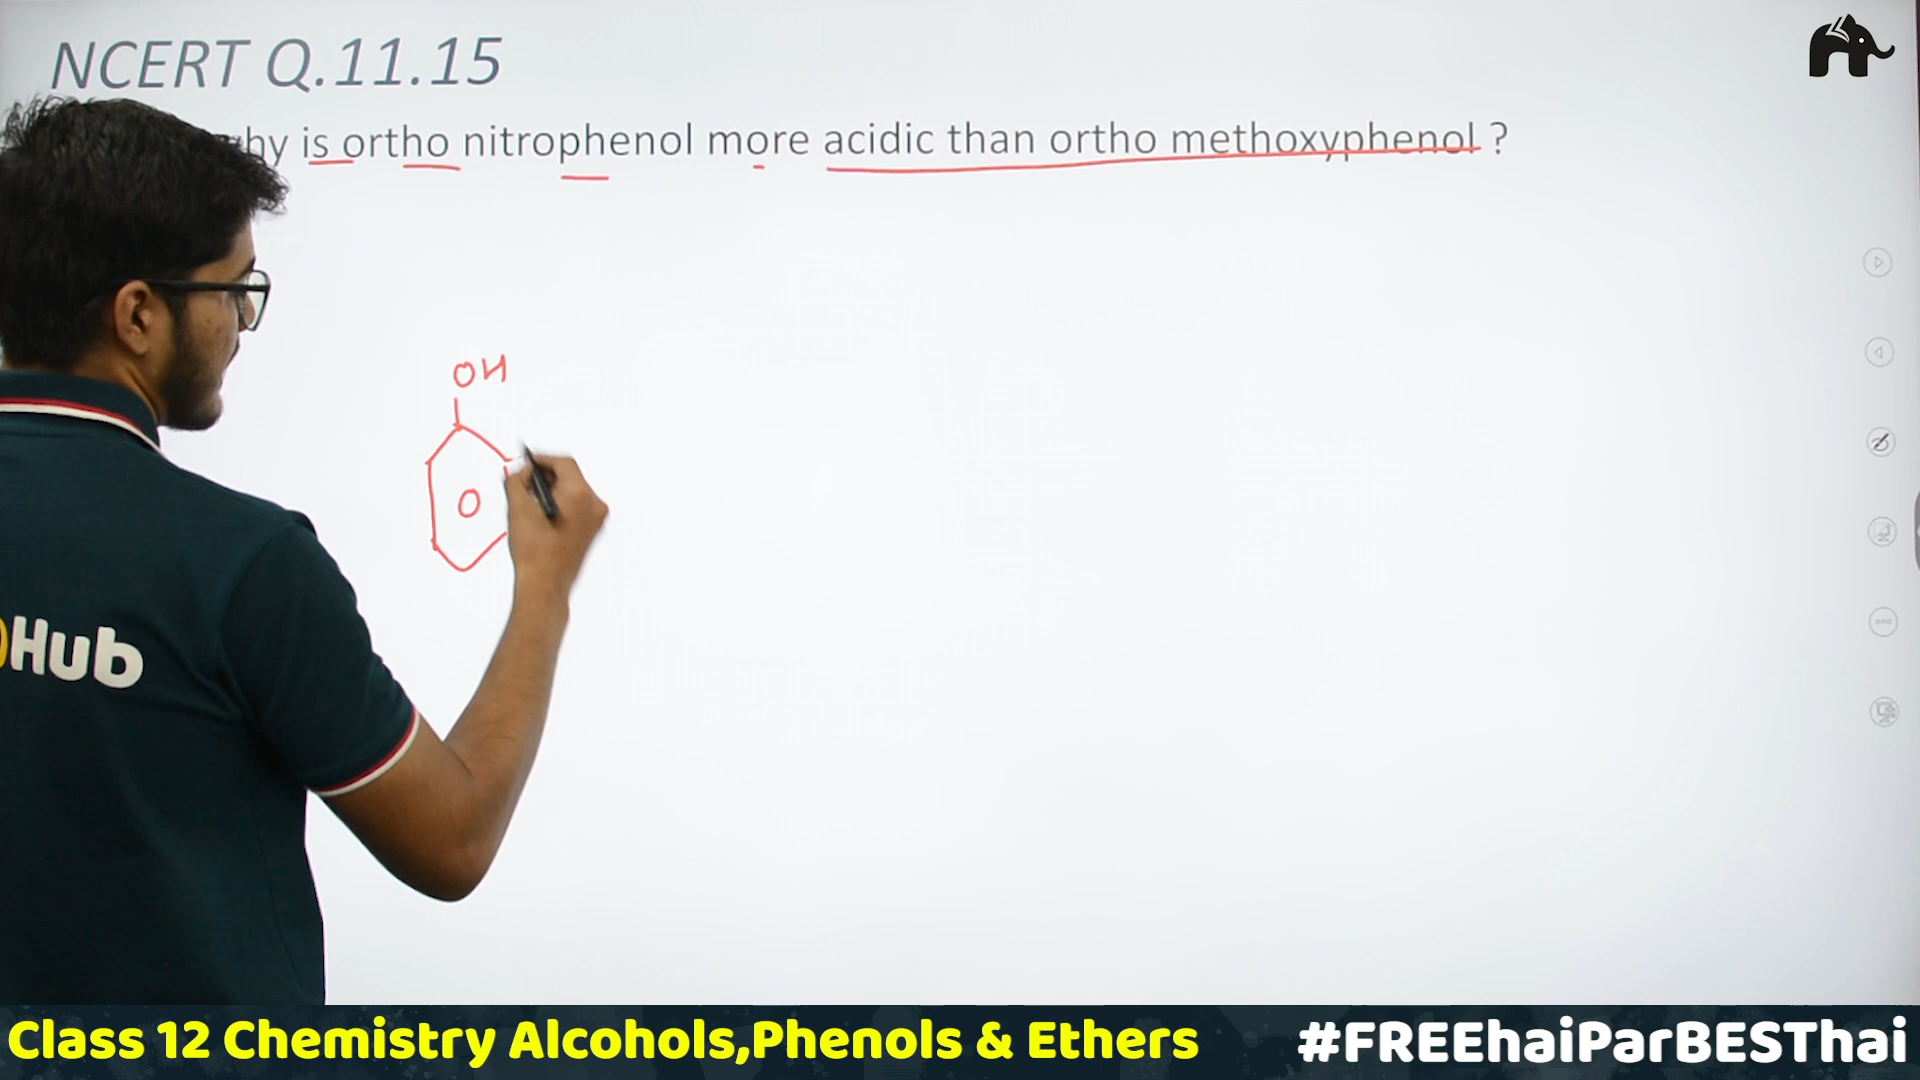 NCERT Q.11.15
hy is ortho nitrophenol more acidic than ortho methoxyphenol ?
OH
Hub
Class 12 Chemistry Alcohols,Phenols & Ethers
#FREEhaiParBESThai